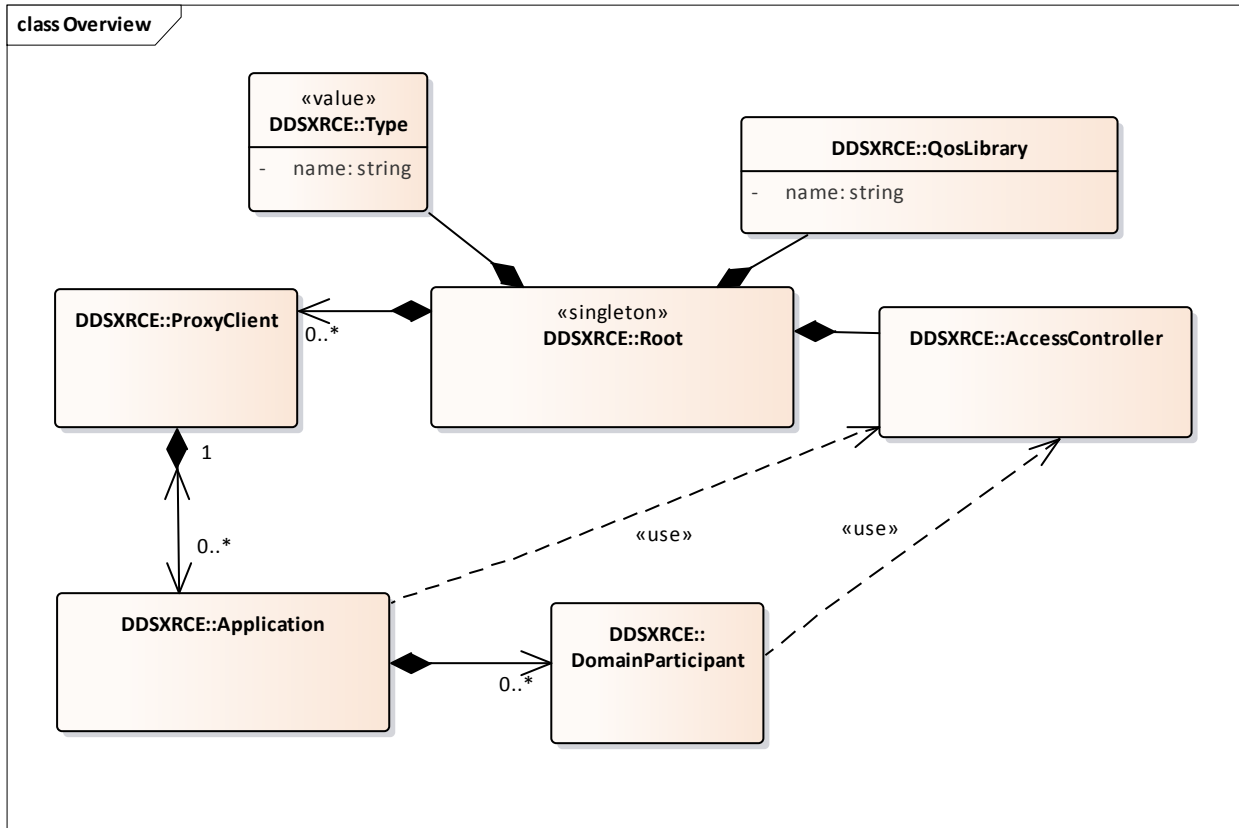 class Overview
«value»
DDSXRCE::Type
- name: string
DDSXRCE::QosLibrary
- name: string
DDSXRCE::ProxyClient
0..*
«singleton»
DDSXRCE::Root
DDSXRCE::AccessController
1
0..*
«use»
«use»
DDSXRCE::Application
0..*
DDSXRCE::
DomainParticipant